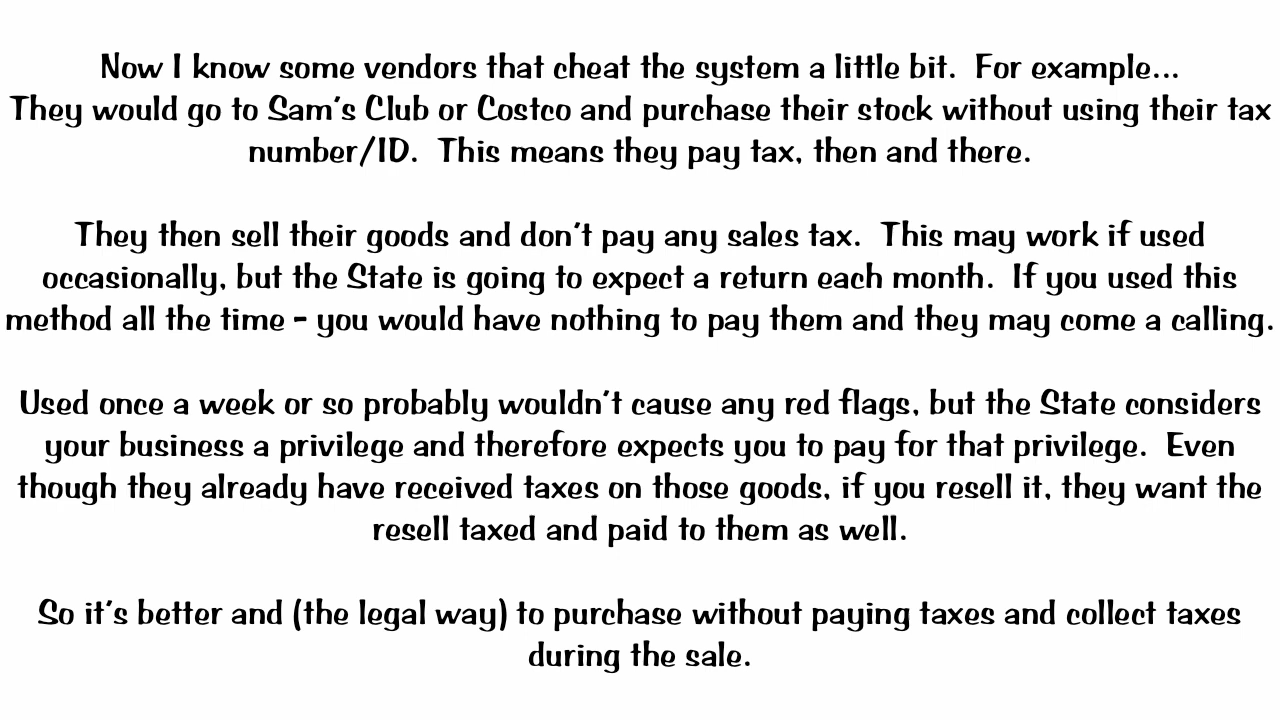 Now I know some vendors that cheat the system a little bit.  For example...
They would go to Sam's Club or Costco and purchase their stock without using their tax
number/ID.  This means they pay tax, then and there.
They then sell their goods and don't pay any sales tax.  This may work if used
occasionally, but the State is going to expect a return each month.  If you used this
method all the time - you would have nothing to pay them and they may come a calling.
Used once a week or so probably wouldn't cause any red flags, but the State considers
your business a privilege and therefore expects you to pay for that privilege.  Even
though they already have received taxes on those goods, if you resell it, they want the
resell taxed and paid to them as well.
So it's better and (the legal way) to purchase without paying taxes and collect taxes
during the sale.